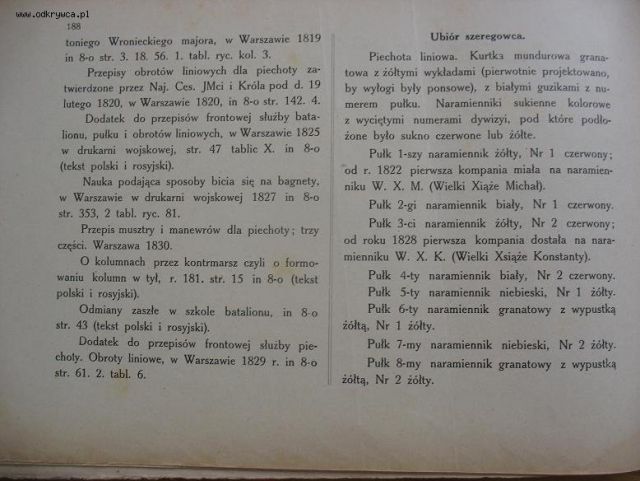 www.odkrywca.pl
188
toniego Wronieckiego majora, w Warszawie 1819
in 8-o str. 3. 18. 56. 1. tabl. ryc. kol. 3.
Przepisy obrotów liniowych dla piechoty za-
twierdzone przez Naj. Ces. JMci i Króla pod d. 19
lutego 1820, w Warszawie 1820, in 8-o str. 142. 4.
Dodatek do przepisów frontowej służby bata-
lionu, pułku i obrotów liniowych, w Warszawie 1825
w drukarni wojskowej, str. 47 tablic X. in 8-o
(tekst polski i rosyjski).
Nauka podająca sposoby bicia się na bagnety,
w Warszawie w drukarni wojskowej 1827 in 8-o
str. 353, 2 tabl. ryc. 81.
Przepis musztry i manewrów dla piechoty; trzy
części. Warszawa 1830.
O kolumnach przez kontrmarsz czyli o formo-
waniu kolumn w tył, r. 181. str. 15 in 8-o (tekst
polski i rosyjski).
Odmiany zaszłe w szkole batalionu, in 8-o
str. 43 (tekst polski i rosyjski).
Dodatek do przepisów frontowej służby pie-
choty. Obroty liniowe, w Warszawie 1829 r. in 8-o
str. 61. 2. tabl. 6.
Ubiór szeregowca.
Piechota liniowa. Kurtka mundurowa grana-
towa z żółtymi wykładami (pierwotnie projektowano,
by wyłogi były ponsowe), z białymi guzikami z nu-
merem pułku. Naramienniki sukienne kolorowe
z wyciętymi numerami dywizyi, pod które podło-
żone było sukno czerwone lub żółte.
Pułk 1-szy naramiennik żółty, Nr 1 czerwony;
od r. 1822 pierwsza kompania miała na naramien-
niku W. X. M. (Wielki Xiąże Michał).
Pułk 2-gi naramiennik biały, Nr 1 czerwony.
Pułk 3-ci naramiennik żółty, Nr 2 czerwony;
od roku 1828 pierwsza kompania dostała na nara-
mienniku W. X. K. (Wielki Xsiąże Konstanty).
Pułk 4-ty naramiennik biały, Nr 2 czerwony.
Pułk 5-ty naramiennik niebieski, Nr 1 żółty.
Pułk 6-ty naramiennik granatowy z wypustką
żółtą, Nr 1 żółty.
Pułk 7-my naramiennik niebieski, Nr 2 żółty.
Pułk 8-my naramiennik granatowy z wypustką
żółtą, Nr 2 żółty.